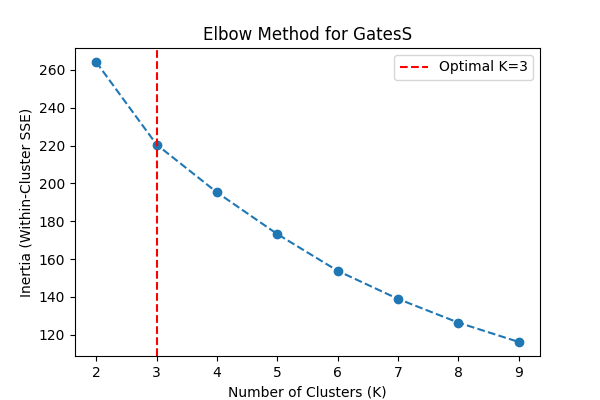 Elbow Method for GatesS
Optimal K=3
Inertia (Within-Cluster SSE)
260
240
220
200
180
160
140
120
2 3 4 5 6 7 8 9
Number of Clusters (K)